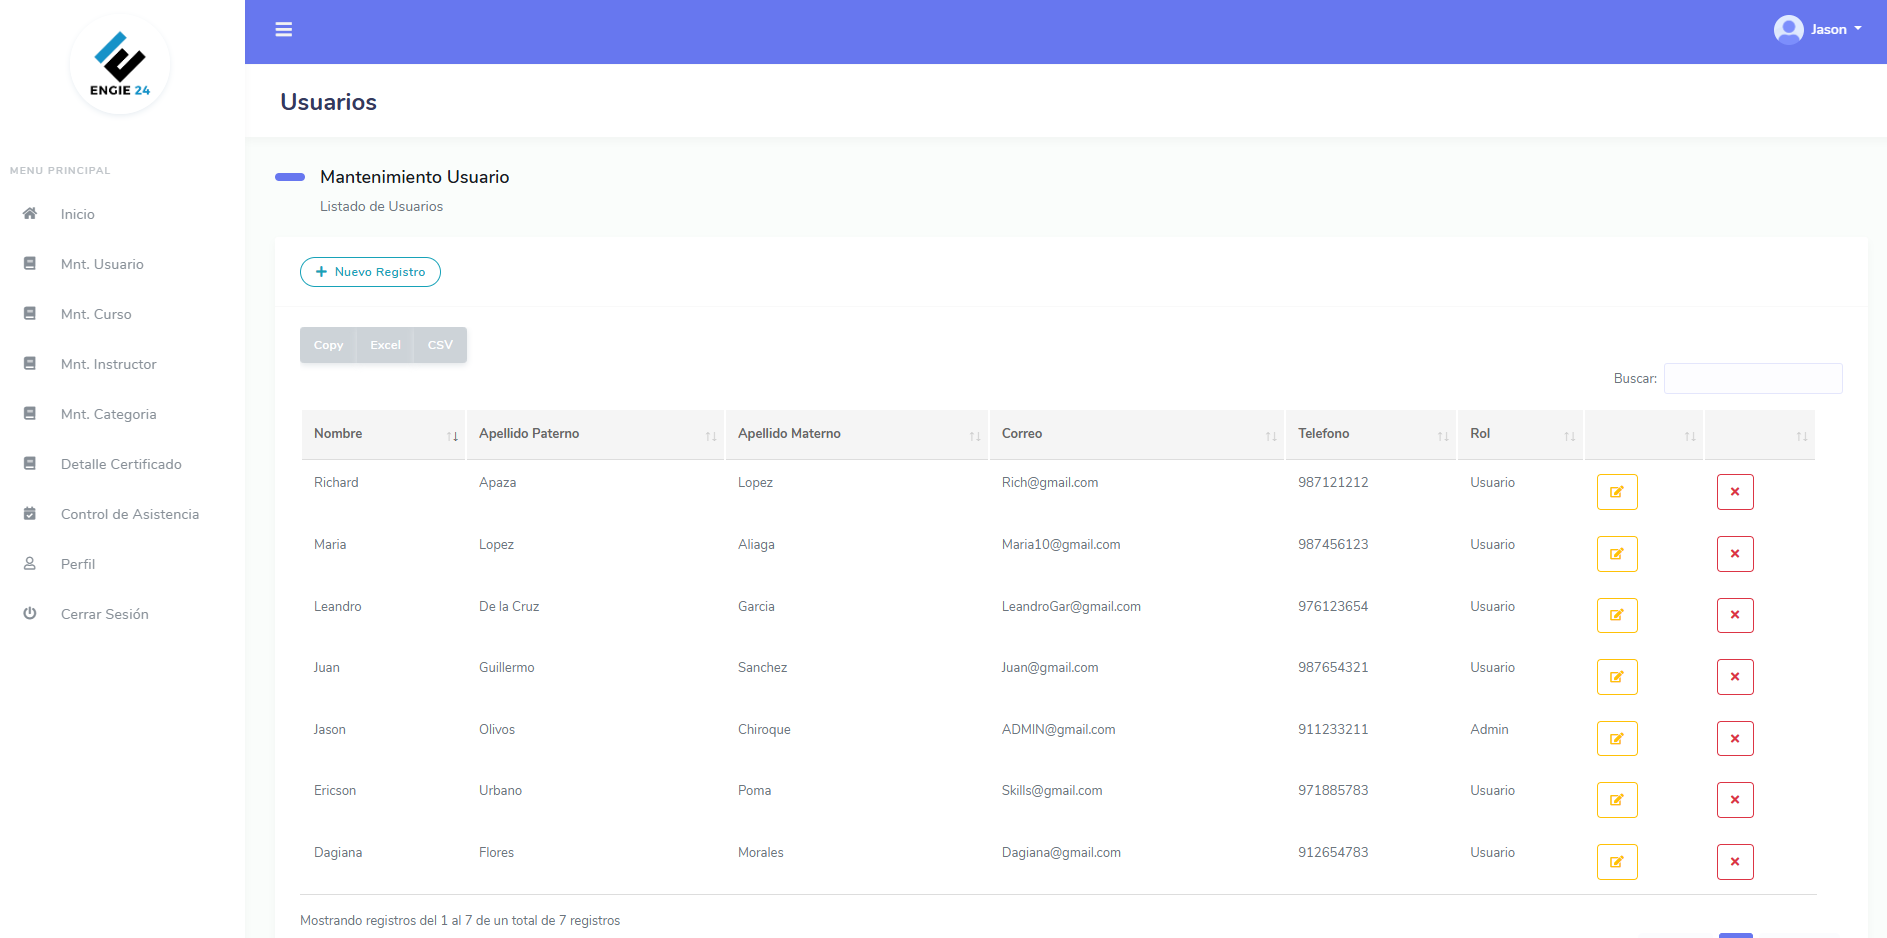 ENGIE 24
Jason
Usuarios
MENU PRINCIPAL
Inicio
Mnt. Usuario
Mnt. Curso
Mnt. Instructor
Mnt. Categoria
Detalle Certificado
Control de Asistencia
Perfil
Cerrar Sesión
Mantenimiento Usuario
Listado de Usuarios
Nuevo Registro
Copy Excel CSV
Buscar:
Nombre Apellido Paterno Apellido Materno Correo Telefono Rol
Richard Apaza Lopez Rich@gmail.com 987121212 Usuario
Maria Lopez Aliaga Maria10@gmail.com 987456123 Usuario
Leandro De la Cruz Garcia LeandroGar@gmail.com 976123654 Usuario
Juan Guillermo Sanchez Juan@gmail.com 987654321 Usuario
Jason Olivos Chiroque ADMIN@gmail.com 911233211 Admin
Ericson Urbano Poma Skills@gmail.com 971885783 Usuario
Dagiana Flores Morales Dagiana@gmail.com 912654783 Usuario
Mostrando registros del 1 al 7 de un total de 7 registros